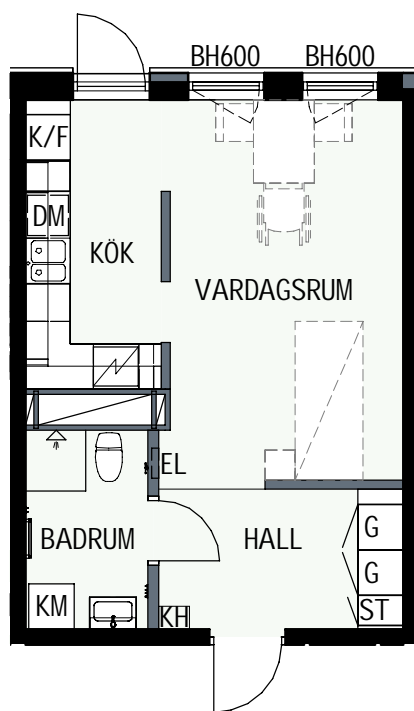 BH600 BH600
K/F
DM
KÖK
VARDAGSRUM
EL
BADRUM
HALL
G
G
KM
KH
ST